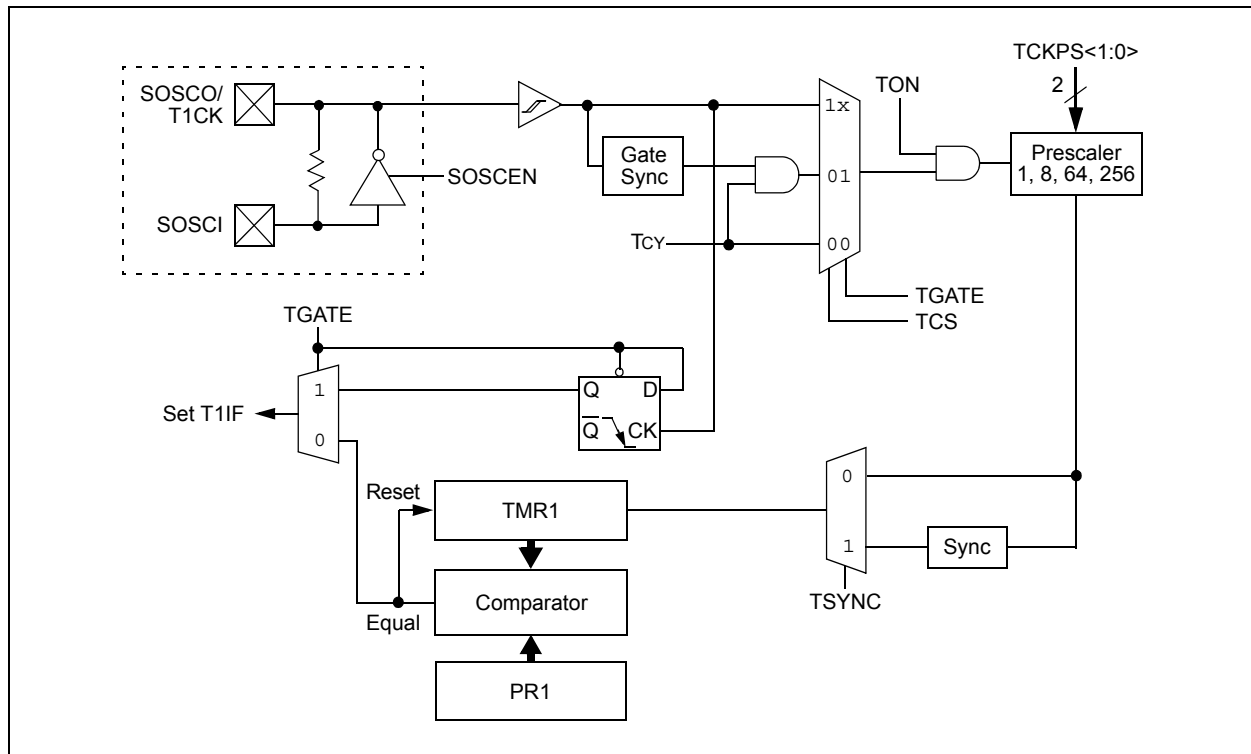 TCKPS<1:0>
2
SOSCO/
T1CK
TON
1x
Gate
Sync
Prescaler
1, 8, 64, 256
SOSCEN
01
SOSCI
TCY
00
TGATE
TCS
TGATE
1
Q
D
Set T1IF
Q̅
CK
0
Reset
TMR1
0
1
Sync
Equal
Comparator
TSYNC
PR1